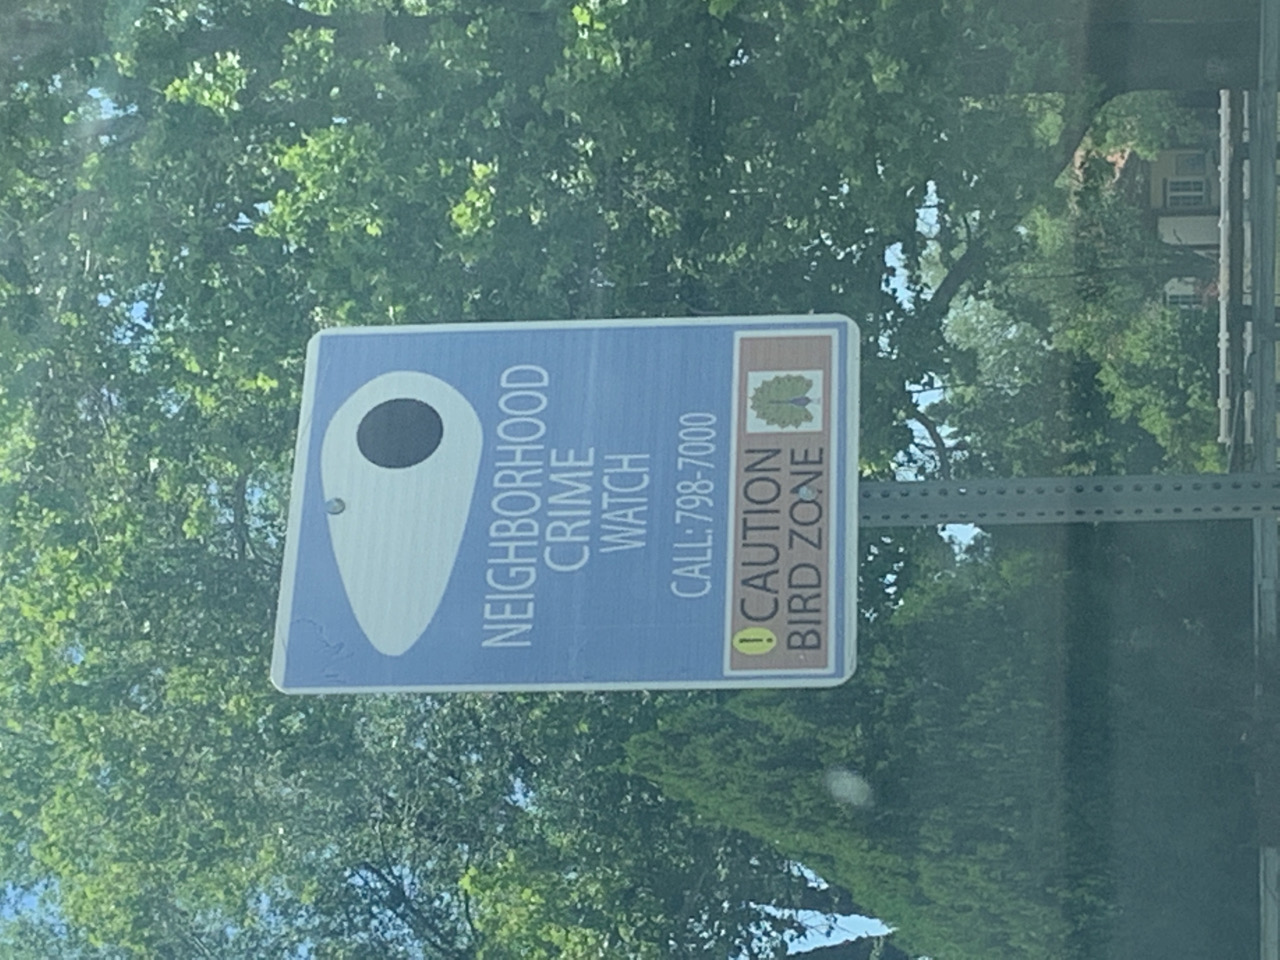 NEIGHBORHOOD
CRIME
WATCH
CALL: 798-7000
! CAUTION
BIRD ZONE